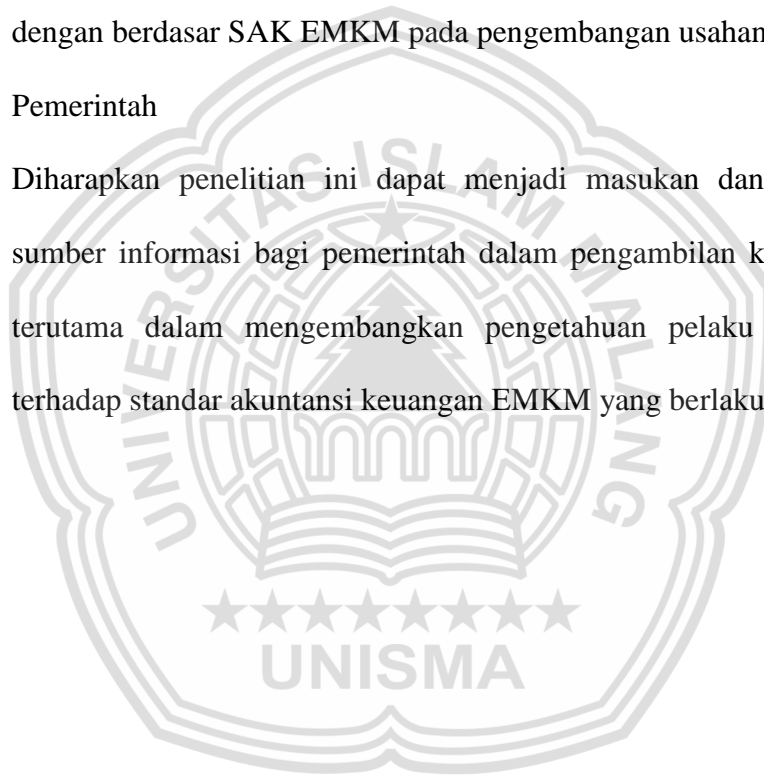 dengan berdasar SAK EMKM pada pengembangan usahan
Pemerintah
Diharapkan penelitian ini dapat menjadi masukan dan
sumber informasi bagi pemerintah dalam pengambilan k
terutama dalam mengembangkan pengetahuan pelaku
terhadap standar akuntansi keuangan EMKM yang berlaku
UNIVERSITAS ISLAM MALANG
UNISMA